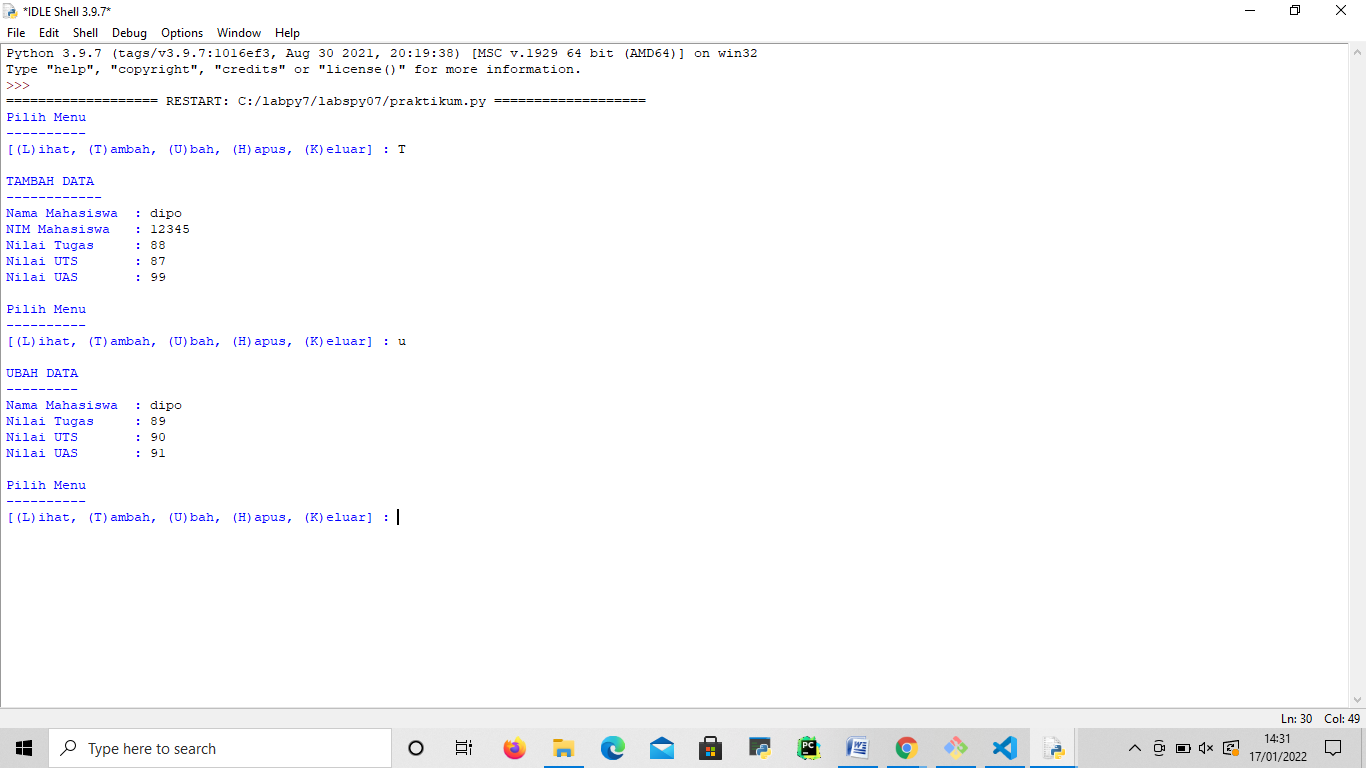 *IDLE Shell 3.9.7*
File Edit Shell Debug Options Window Help
Python 3.9.7 (tags/v3.9.7:1016ef3, Aug 30 2021, 20:19:38) [MSC v.1929 64 bit (AMD64)] on win32
Type "help", "copyright", "credits" or "license()" for more information.
>>>
=================== RESTART: C:/labpy7/labspy07/praktikum.py ===================
Pilih Menu
----------
[(L)ihat, (T)ambah, (U)bah, (H)apus, (K)eluar] : T
TAMBAH DATA
------------
Nama Mahasiswa  : dipo
NIM Mahasiswa   : 12345
Nilai Tugas     : 88
Nilai UTS       : 87
Nilai UAS       : 99
Pilih Menu
----------
[(L)ihat, (T)ambah, (U)bah, (H)apus, (K)eluar] : u
UBAH DATA
---------
Nama Mahasiswa  : dipo
Nilai Tugas     : 89
Nilai UTS       : 90
Nilai UAS       : 91
Pilih Menu
----------
[(L)ihat, (T)ambah, (U)bah, (H)apus, (K)eluar] :
Ln: 30 Col: 49
Type here to search
14:31
17/01/2022